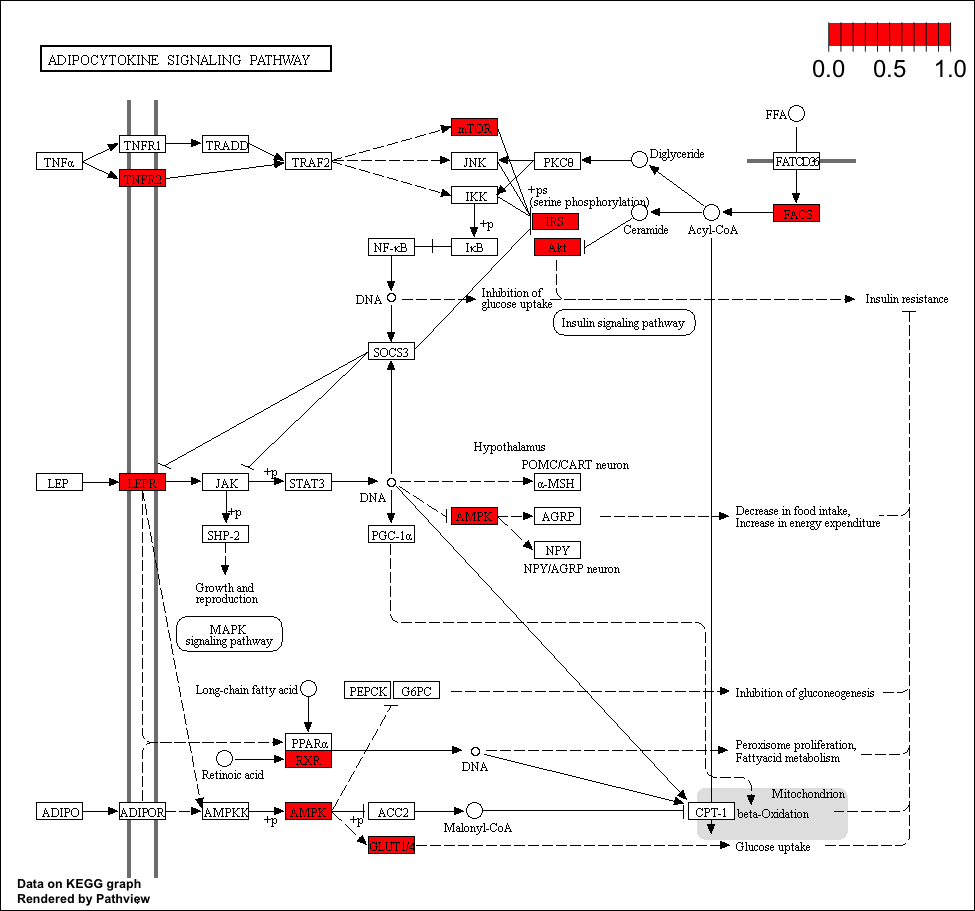 ADIPOCYTOKINE SIGNALING PATHWAY
0.0 0.5 1.0
FFA
TNFα
TNFR1
TRADD
TNFR2
TRAF2
mTOR
JNK
PKCθ
Diglyceride
FATCD36
IKK
+ps
(serine phosphorylation)
+p
IRS
Ceramide
Acyl-CoA
FACS
NF-κB
IκB
Akt
DNA
Inhibition of
glucose uptake
Insulin resistance
Insulin signaling pathway
SOCS3
Hypothalamus
POMC/CART neuron
LEP
LEPR
JAK
+p
STAT3
DNA
α-MSH
+p
AMPK
AGRP
Decrease in food intake,
Increase in energy expenditure
SHP-2
PGC-1α
NPY
NPY/AGRP neuron
Growth and
reproduction
MAPK
signaling pathway
Long-chain fatty acid
PEPCK
G6PC
Inhibition of gluconeogenesis
PPARα
RXR
Retinoic acid
DNA
Peroxisome proliferation,
Fattyacid metabolism
Mitochondrion
ADIPO
ADIPOR
AMPKK
+p
AMPK
+p
ACC2
Malonyl-CoA
CPT-1
beta-Oxidation
GLUT1/4
Glucose uptake
Data on KEGG graph
Rendered by Pathview